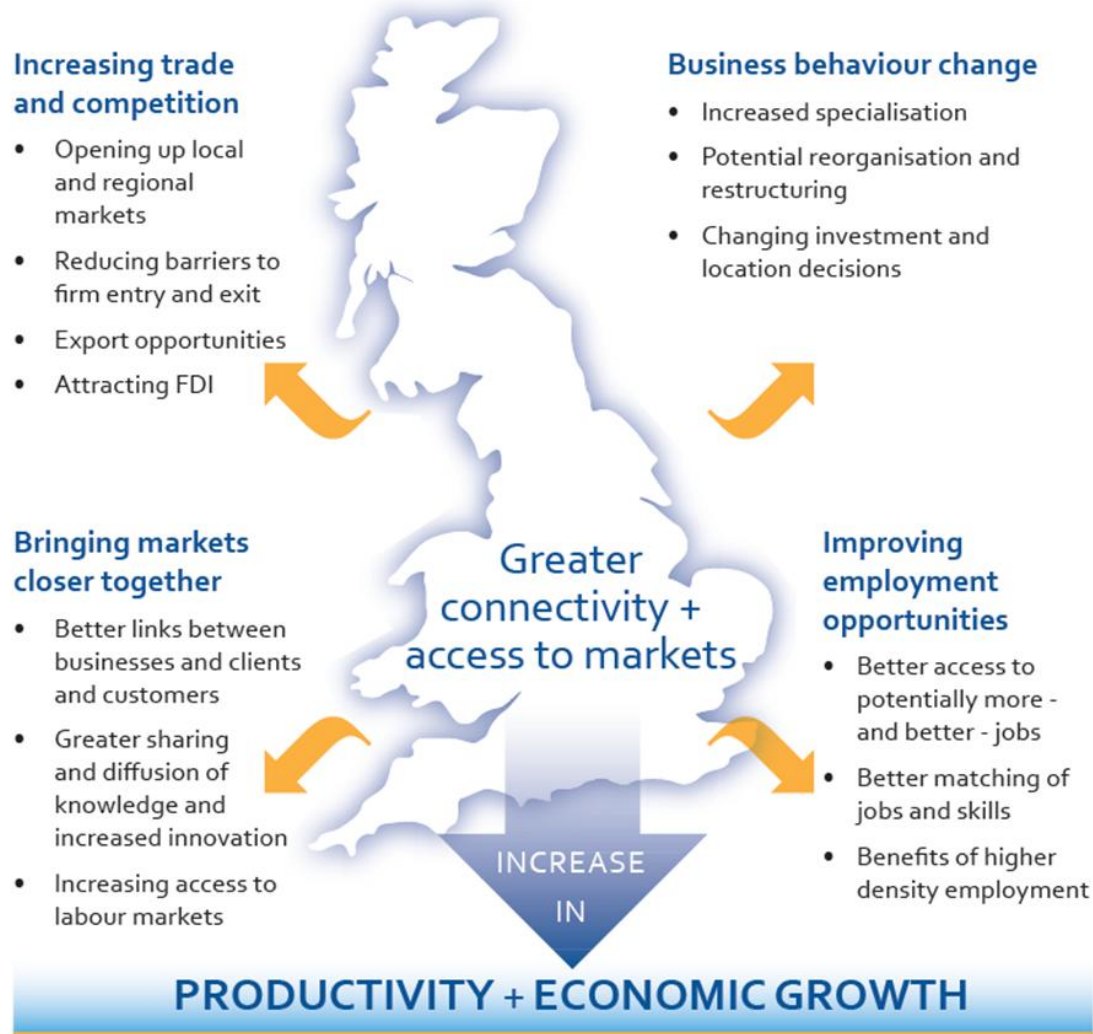 Increasing trade
and competition
• Opening up local
and regional
markets
• Reducing barriers to
firm entry and exit
• Export opportunities
• Attracting FDI
Business behaviour change
• Increased specialisation
• Potential reorganisation and
restructuring
• Changing investment and
location decisions
Bringing markets
closer together
• Better links between
businesses and clients
and customers
• Greater sharing
and diffusion of
knowledge and
increased innovation
• Increasing access to
labour markets
Greater
connectivity +
access to markets
Improving
employment
opportunities
• Better access to
potentially more -
and better - jobs
• Better matching of
jobs and skills
• Benefits of higher
density employment
INCREASE
IN
PRODUCTIVITY + ECONOMIC GROWTH